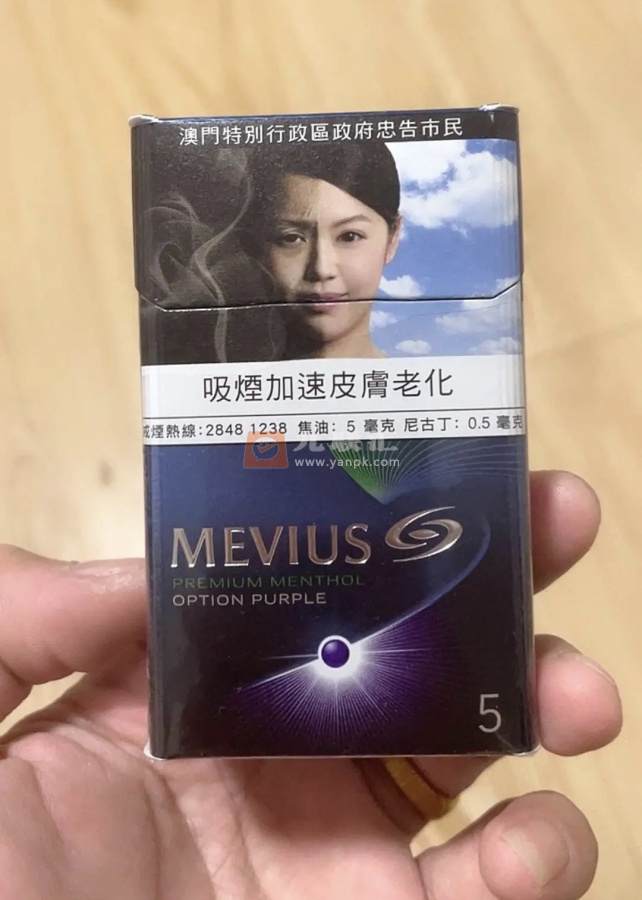 澳門特別行政區政府忠告市民
吸煙加速皮膚老化
戒煙熱線:2848 1238 焦油: 5 毫克 尼古丁: 0.5 毫克
www.yanpk.com
MEVIUS
PREMIUM MENTHOL
OPTION PURPLE
5